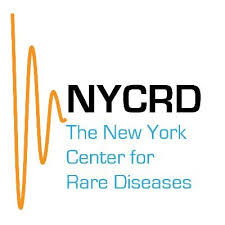 NYCRD
The New York
Center for
Rare Diseases